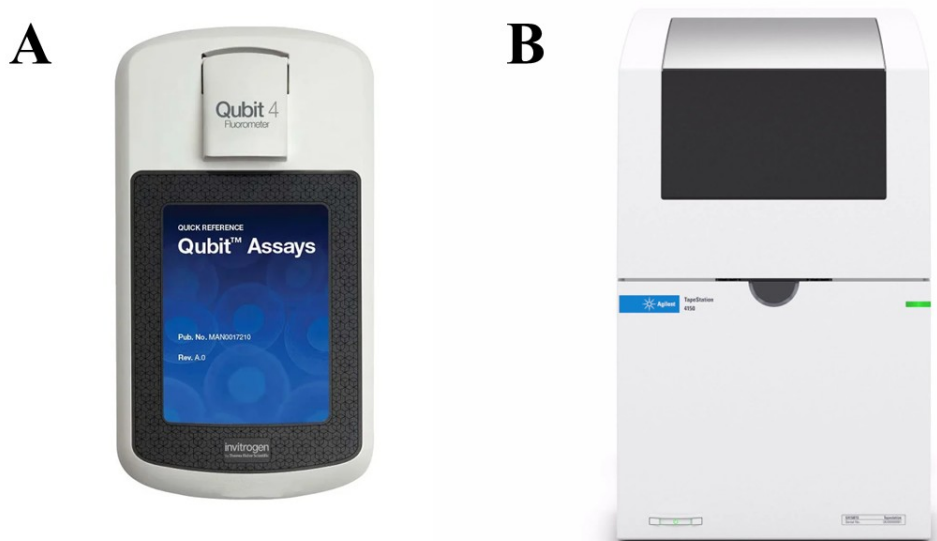 A
B
Qubit 4
Fluorometer
QUICK REFERENCE
Qubit™ Assays
Pub. No. MAN0017210
Rev. A.0
invitrogen
Agilent
TapeStation
4150